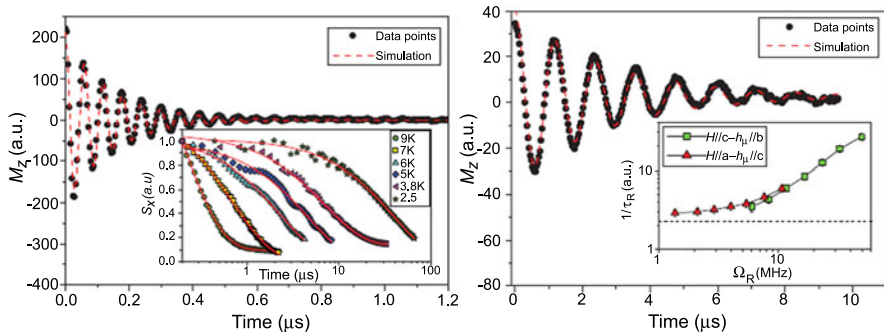 200
100
0
-100
-200
-300
-400
0.0
0.2
0.4
0.6
0.8
1.0
1.2
Time (µs)
M_Z (a.u.)
Data points
Simulation
1.0
0.8
0.6
0.4
0.2
0.0
1
10
100
Time (µs)
S_X(a.u)
9K
7K
6K
5K
3.8K
2.5
40
20
0
-20
-40
-60
-80
0
2
4
6
8
10
Time (µs)
M_Z (a.u.)
Data points
Simulation
H//c–h_µ//b
H//a–h_µ//c
10
1
1
10
1/τ_R (a.u.)
Ω_R(MHz)